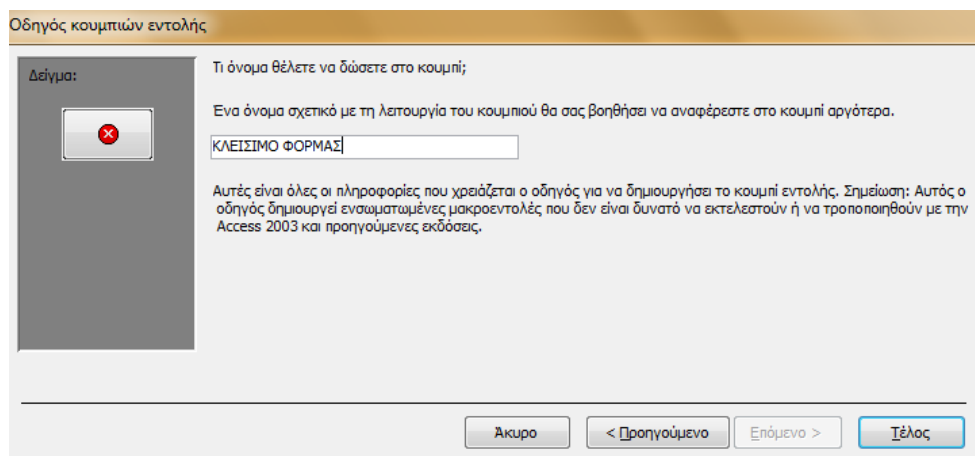 Οδηγός κουμπιών εντολής
Δείγμα:
Τι όνομα θέλετε να δώσετε στο κουμπί;
Ένα όνομα σχετικό με τη λειτουργία του κουμπιού θα σας βοηθήσει να αναφέρεστε στο κουμπί αργότερα.
ΚΛΕΙΣΙΜΟ ΦΟΡΜΑΣ
Αυτές είναι όλες οι πληροφορίες που χρειάζεται ο οδηγός για να δημιουργήσει το κουμπί εντολής. Σημείωση: Αυτός ο
οδηγός δημιουργεί ενσωματωμένες μακροεντολές που δεν είναι δυνατό να εκτελεστούν ή να τροποποιηθούν με την
Access 2003 και προηγούμενες εκδόσεις.
Άκυρο
< Προηγούμενο
Επόμενο >
Τέλος